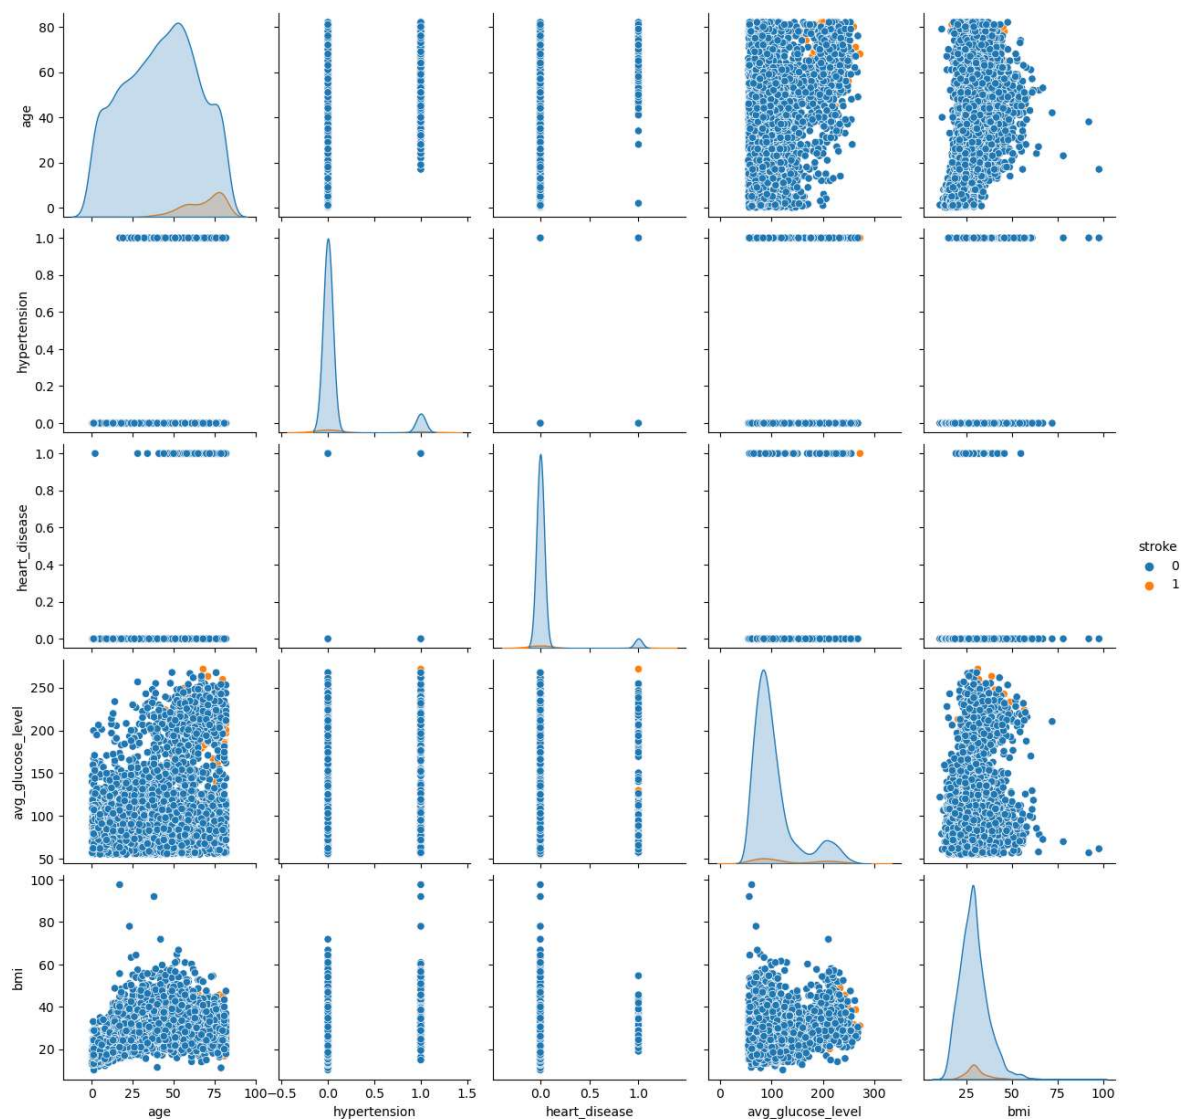 80
60
40
20
0
age
1.0
0.8
0.6
0.4
0.2
0.0
hypertension
1.0
0.8
0.6
0.4
0.2
0.0
heart_disease
stroke
0
1
250
200
150
100
50
avg_glucose_level
100
80
60
40
20
bmi
0 25 50 75 100
−0.5 0.0 0.5 1.0 1.5
0.0 0.5 1.0
0 100 200 300
0 50 100
age hypertension heart_disease avg_glucose_level bmi